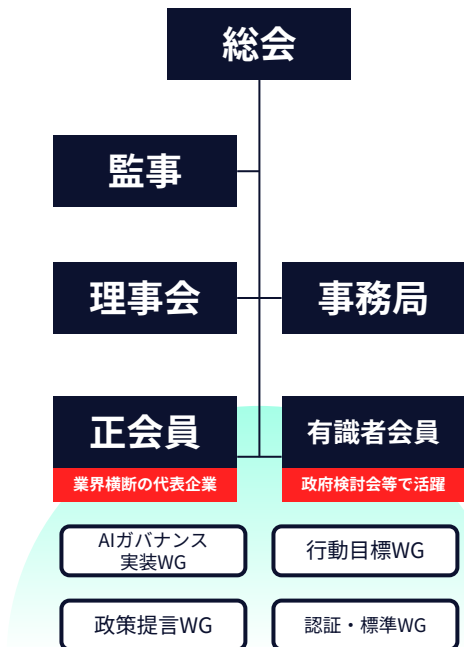 総会
監事
理事会
事務局
正会員
業界横断の代表企業
有識者会員
政府検討会等で活躍
AIガバナンス
実装WG
行動目標WG
政策提言WG
認証・標準WG